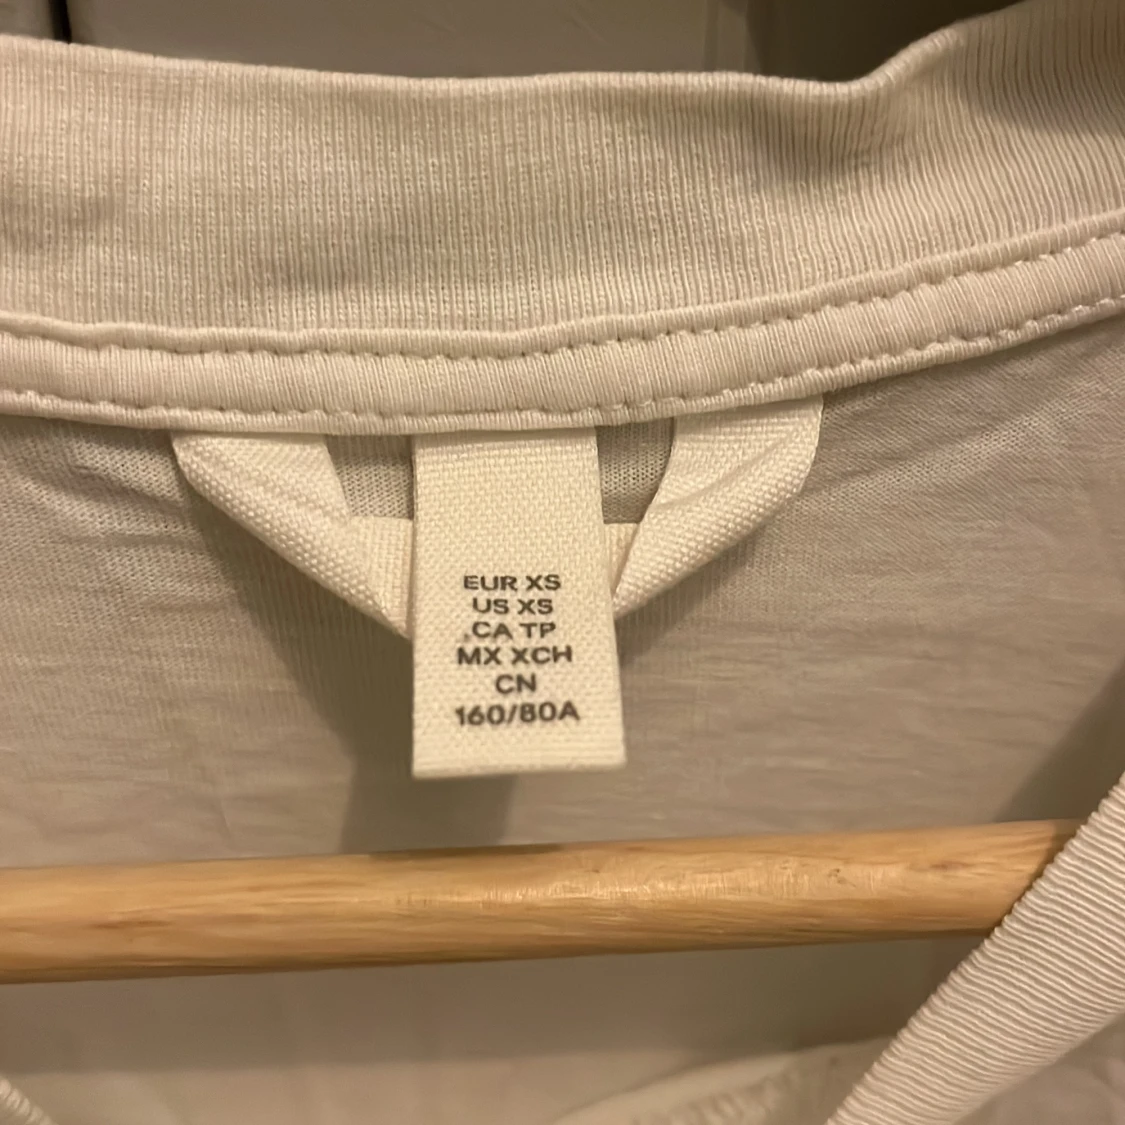 EUR XS
US XS
CA TP
MX XCH
CN
160/80A